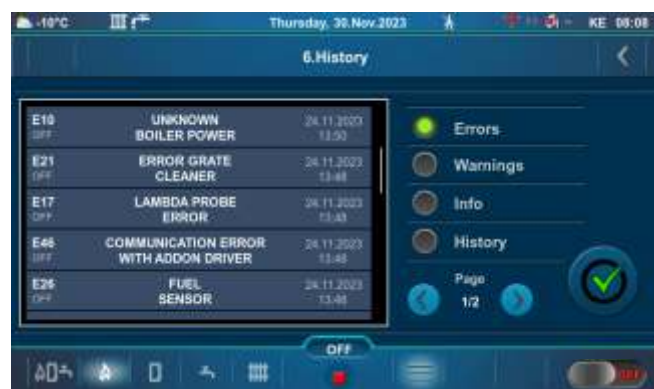 -10°C
Thursday, 30.Nov.2023
KE 08:08
6.History
E10
OFF
UNKNOWN
BOILER POWER
24.11.2023
13:50
E21
OFF
ERROR GRATE
CLEANER
24.11.2023
13:48
E17
OFF
LAMBDA PROBE
ERROR
24.11.2023
13:48
E46
OFF
COMMUNICATION ERROR
WITH ADDON DRIVER
24.11.2023
13:48
E26
OFF
FUEL
SENSOR
24.11.2023
13:48
Errors
Warnings
Info
History
Page
1/2
OFF
OFF